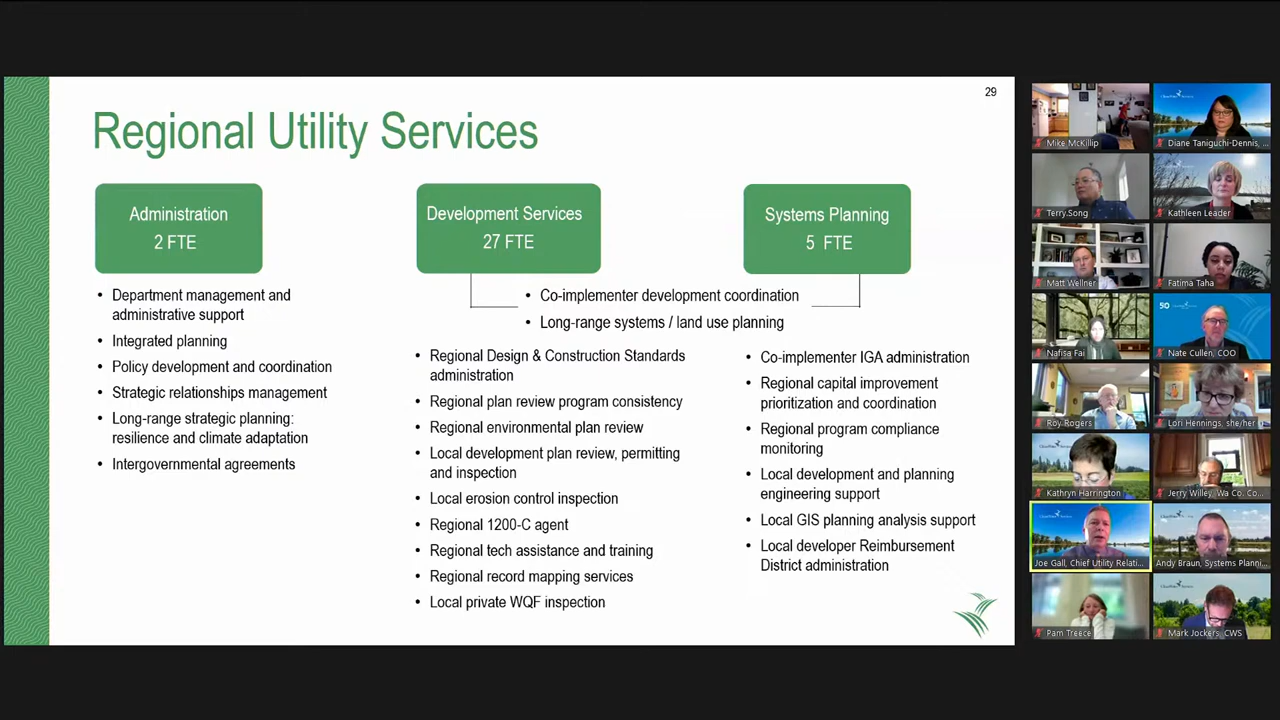 29
Regional Utility Services
Administration
2 FTE
• Department management and
administrative support
• Integrated planning
• Policy development and coordination
• Strategic relationships management
• Long-range strategic planning:
resilience and climate adaptation
• Intergovernmental agreements
Development Services
27 FTE
Systems Planning
5 FTE
• Co-implementer development coordination
• Long-range systems / land use planning
• Regional Design & Construction Standards
administration
• Regional plan review program consistency
• Regional environmental plan review
• Local development plan review, permitting
and inspection
• Local erosion control inspection
• Regional 1200-C agent
• Regional tech assistance and training
• Regional record mapping services
• Local private WQF inspection
• Co-implementer IGA administration
• Regional capital improvement
prioritization and coordination
• Regional program compliance
monitoring
• Local development and planning
engineering support
• Local GIS planning analysis support
• Local developer Reimbursement
District administration
Mike McKillip
Diane Taniguchi-Dennis, ...
Terry.Song
Kathleen Leader
Matt Wellner
Fatima Taha
Nafisa Fai
50
Nate Cullen, COO
Roy Rogers
Lori Hennings, she/her
Kathryn Harrington
Jerry Willey, Wa Co. Co...
Joe Gall, Chief Utility Relati...
Andy Braun, Systems Planni...
Pam Treece
Mark Jockers, CWS